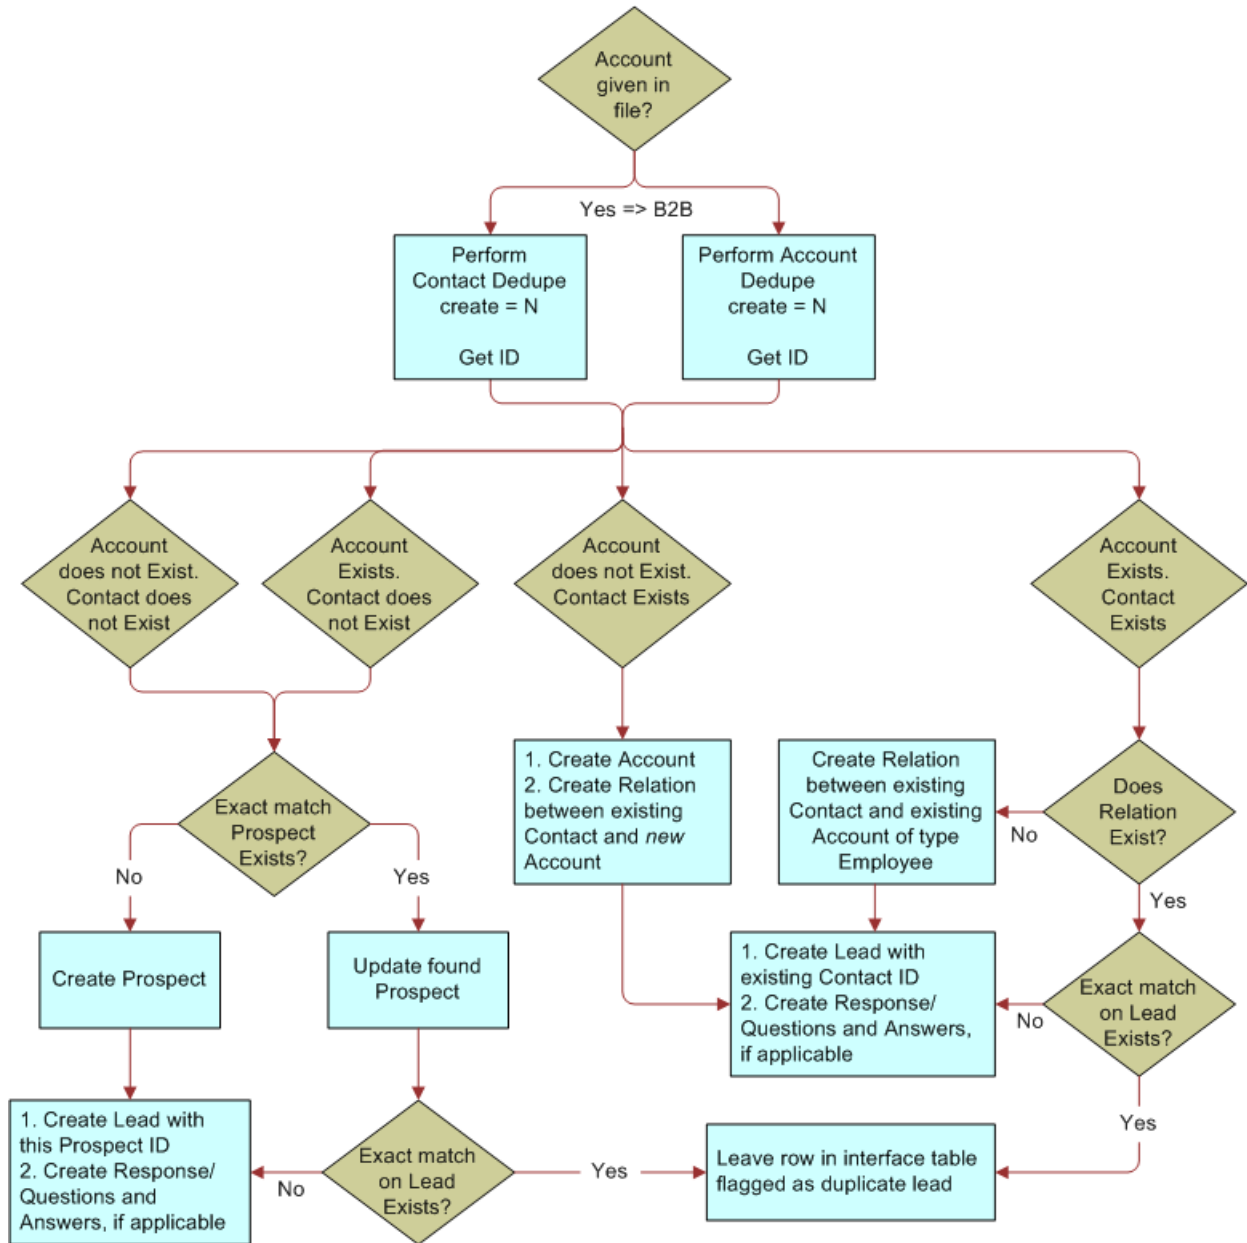 Account
given in
file?
Yes => B2B
Perform
Contact Dedupe
create = N
Get ID
Perform Account
Dedupe
create = N
Get ID
Account
does not Exist.
Contact does
not Exist
Account
Exists.
Contact does
not Exist
Account
does not Exist.
Contact Exists
Account
Exists.
Contact
Exists
Exact match
Prospect
Exists?
1. Create Account
2. Create Relation
between existing
Contact and new
Account
Create Relation
between existing
Contact and existing
Account of type
Employee
Does
Relation
Exist?
No
No
Yes
Yes
Create Prospect
Update found
Prospect
1. Create Lead with
existing Contact ID
2. Create Response/
Questions and Answers,
if applicable
No
Exact match
on Lead
Exists?
Yes
1. Create Lead with
this Prospect ID
2. Create Response/
Questions and
Answers, if applicable
No
Exact match
on Lead
Exists?
Yes
Leave row in interface table
flagged as duplicate lead